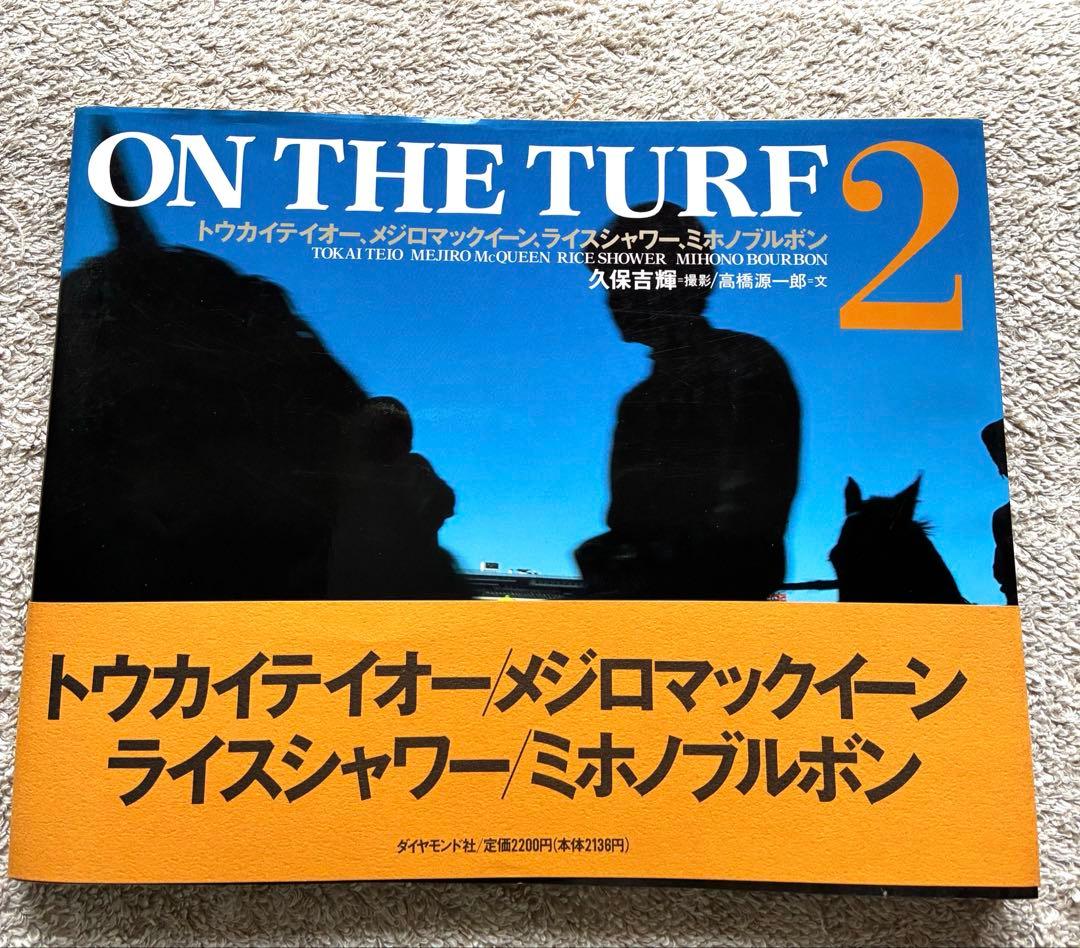 ON THE TURF 2
トウカイテイオー、メジロマックイーン、ライスシャワー、ミホノブルボン
TOKAI TEIO MEJIRO McQUEEN RICE SHOWER MIHONO BOURBON
久保吉輝=撮影/高橋源一郎=文
トウカイテイオー/メジロマックイーン
ライスシャワー/ミホノブルボン
ダイヤモンド社/定価2200円(本体2136円)